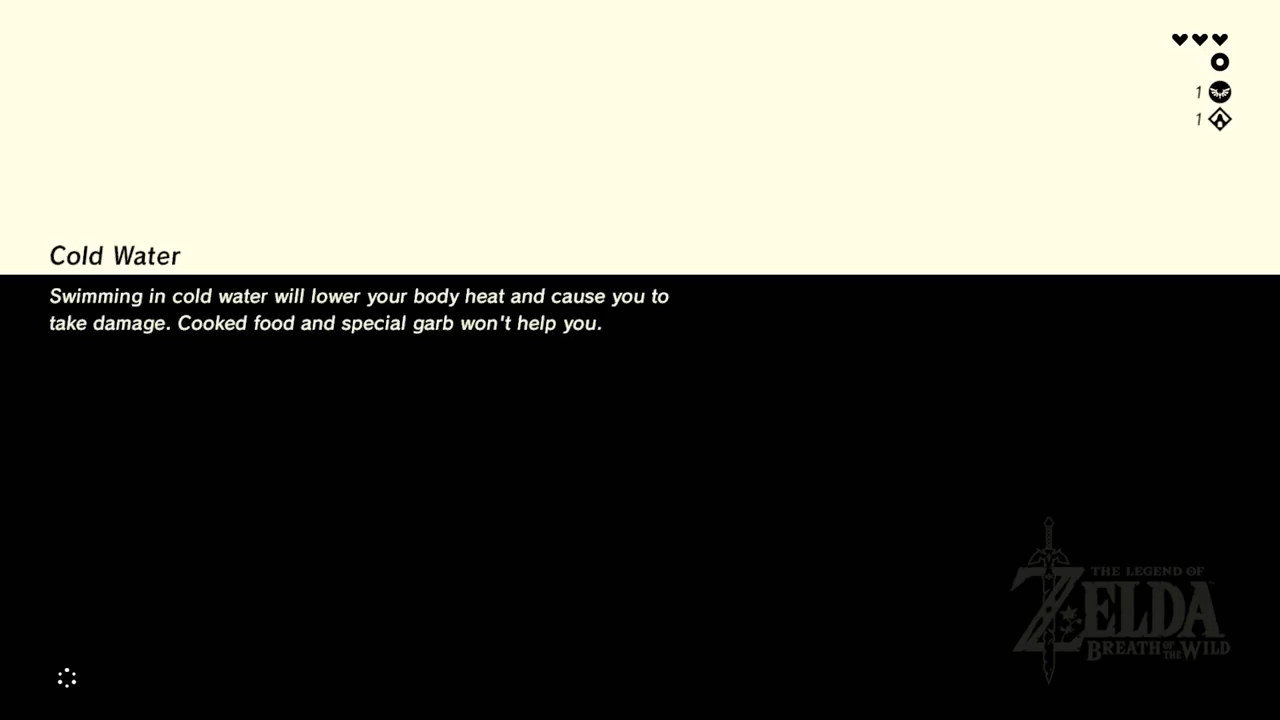 1
1
Cold Water
Swimming in cold water will lower your body heat and cause you to
take damage. Cooked food and special garb won't help you.
THE LEGEND OF
ZELDA
BREATH OF THE WILD